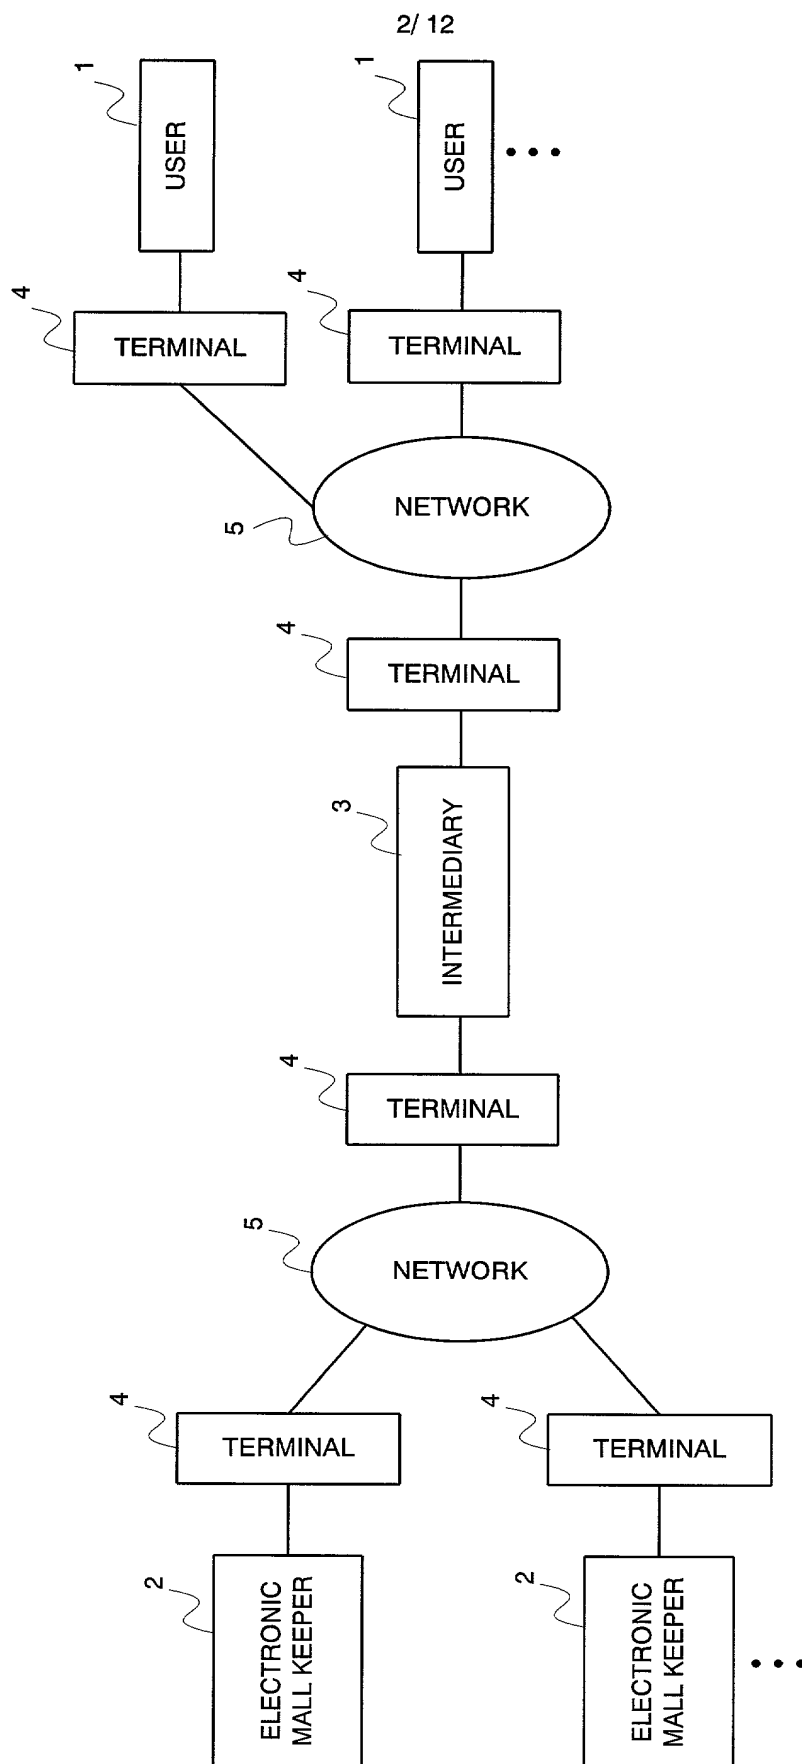 2/ 12
1
USER
1
USER
4
TERMINAL
4
TERMINAL
5
NETWORK
4
TERMINAL
3
INTERMEDIARY
4
TERMINAL
5
NETWORK
4
TERMINAL
4
TERMINAL
2
ELECTRONIC
MALL KEEPER
2
ELECTRONIC
MALL KEEPER